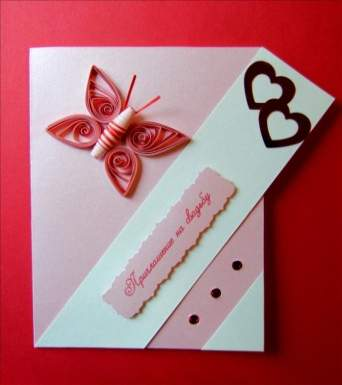 Приглашение на свадьбу